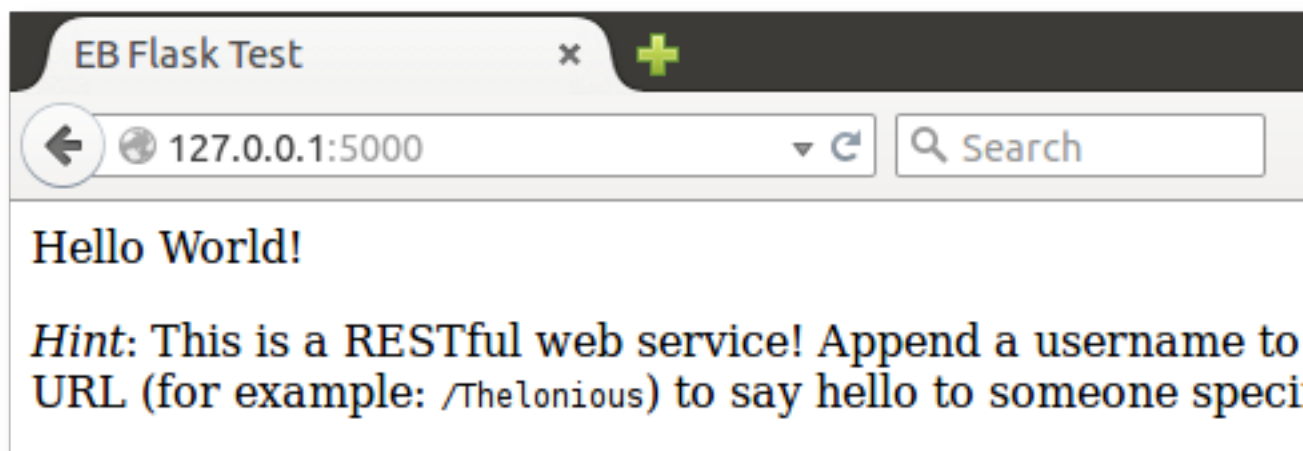 EB Flask Test
127.0.0.1:5000
Search
Hello World!
Hint: This is a RESTful web service! Append a username to
URL (for example: /Thelonious) to say hello to someone